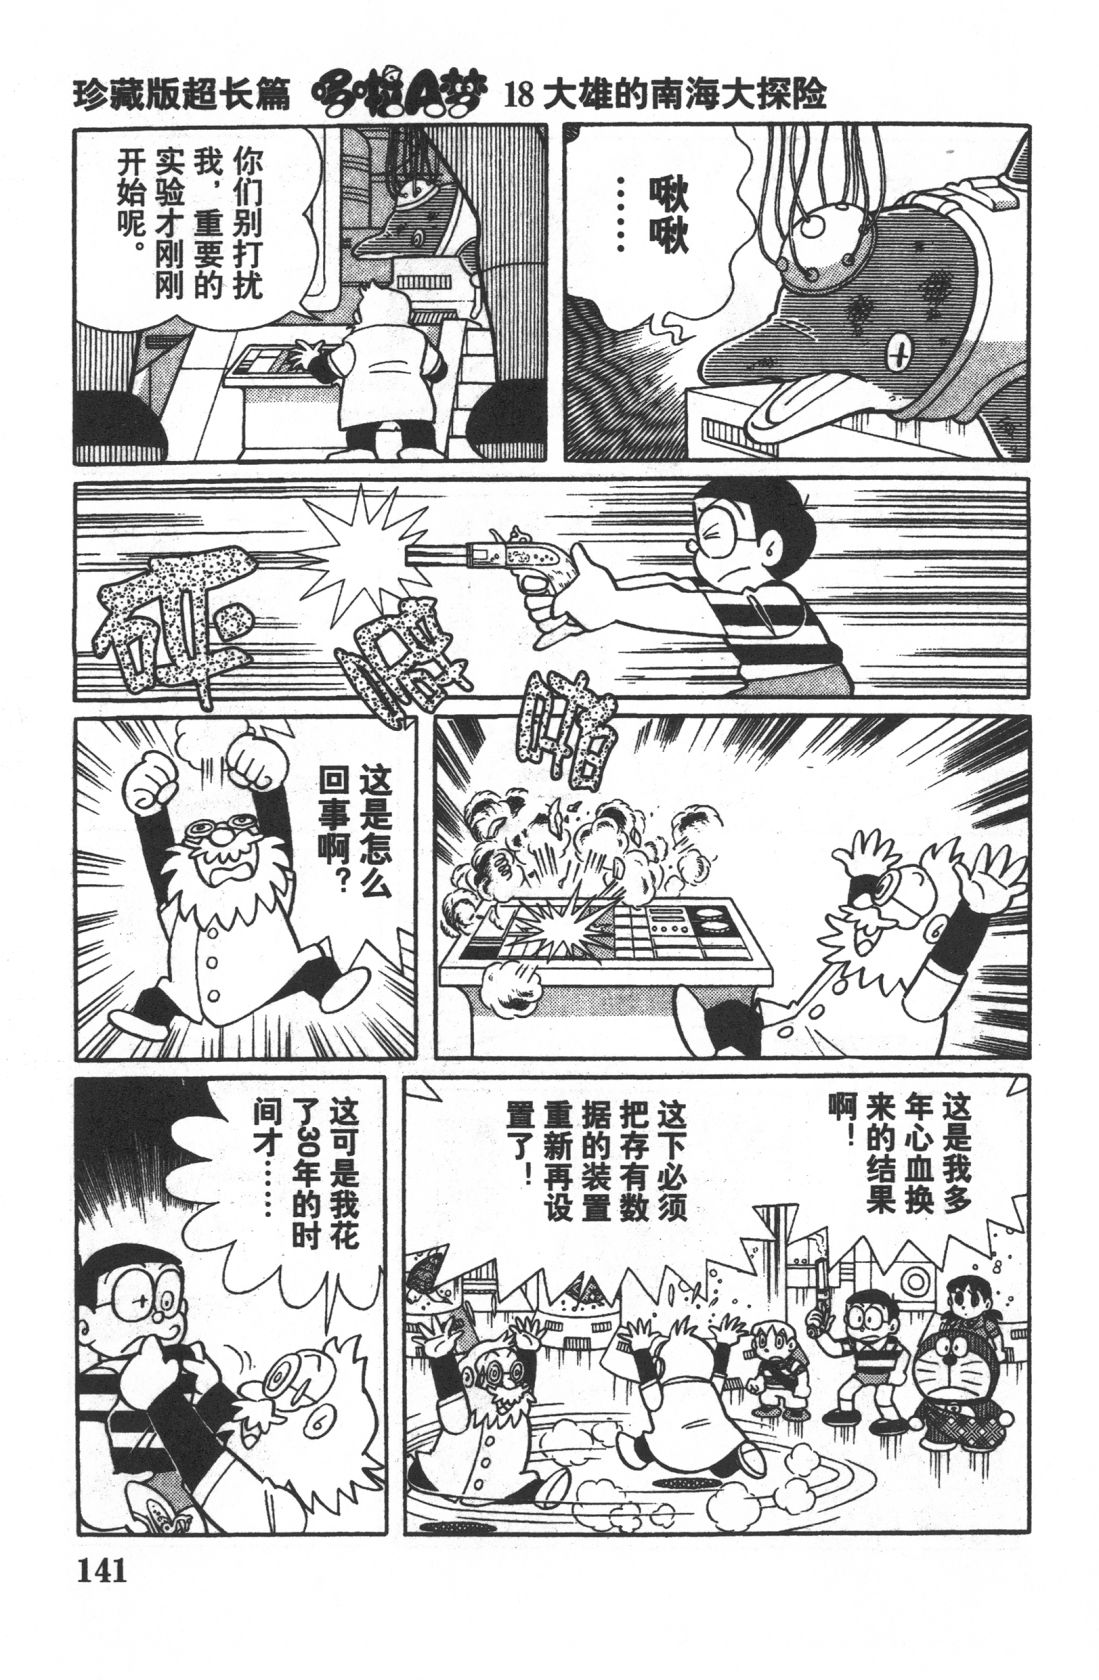 珍藏版超长篇 哆啦A梦 18 大雄的南海大探险
啾啾
……
你们别打扰
我，重要的
实验才刚刚
开始呢。
砰
嗯
咯
这是怎么
回事啊？
这是我多
年心血换
来的结果
啊！
这下必须
把存有数
据的装置
重新再设
置了！
这可是我花
了30年的时
间才……
141